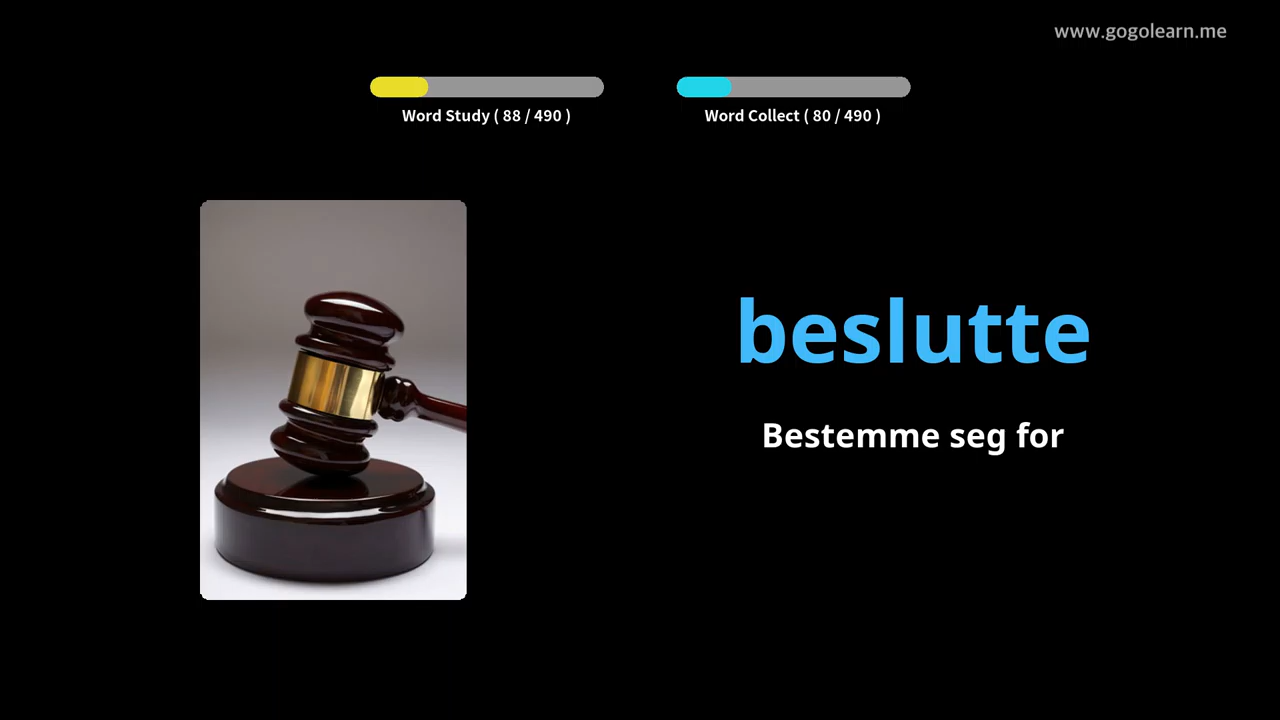 www.gogolearn.me
Word Study ( 88 / 490 )
Word Collect ( 80 / 490 )
beslutte
Bestemme seg for